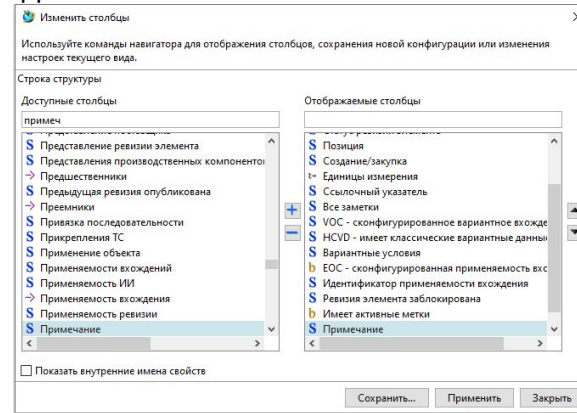 Изменить столбцы
Используйте команды навигатора для отображения столбцов, сохранения новой конфигурации или изменения
настроек текущего вида.
Строка структуры
Доступные столбцы
Отображаемые столбцы
примеч
Представление ревизии элемента
Представления производственных компоненто
Предшественники
Предыдущая ревизия опубликована
Преемники
Привязка последовательности
Прикрепления ТС
Применение объекта
Применяемости вхождений
Применяемость ИИ
Применяемость вхождения
Применяемость ревизии
Примечание
Позиция
Создание/закупка
Единицы измерения
Ссылочный указатель
Все заметки
VOC - сконфигурированное вариантное вхожде
HCVD - имеет классические вариантные данны
Вариантные условия
EOC - сконфигурированная применяемость вхс
Идентификатор применяемости вхождения
Ревизия элемента заблокирована
Имеет активные метки
Примечание
Показать внутренние имена свойств
Сохранить...
Применить
Закрыть